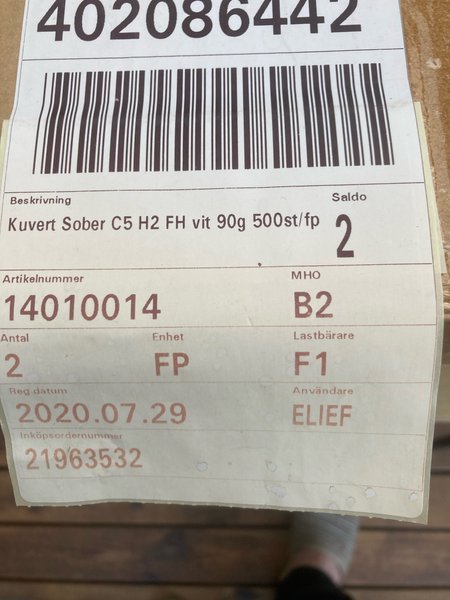 402086442
Beskrivning Saldo
Kuvert Sober C5 H2 FH vit 90g 500st/fp 2
Artikelnummer MHO
14010014 B2
Antal Enhet Lastbärare
2 FP F1
Reg.datum Användare
2020.07.29 ELIEF
Inköpsordernummer
21963532